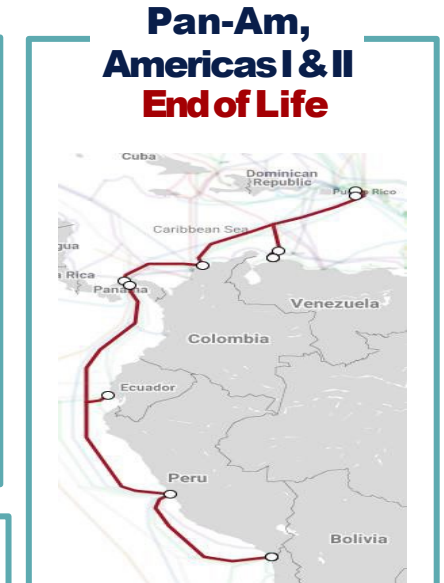 Pan-Am,
Americas I & II
End of Life
Cuba
Dominican
Republic
Puerto Rico
Caribbean Sea
gua
a Rica
Panama
Venezuela
Colombia
Ecuador
Peru
Bolivia